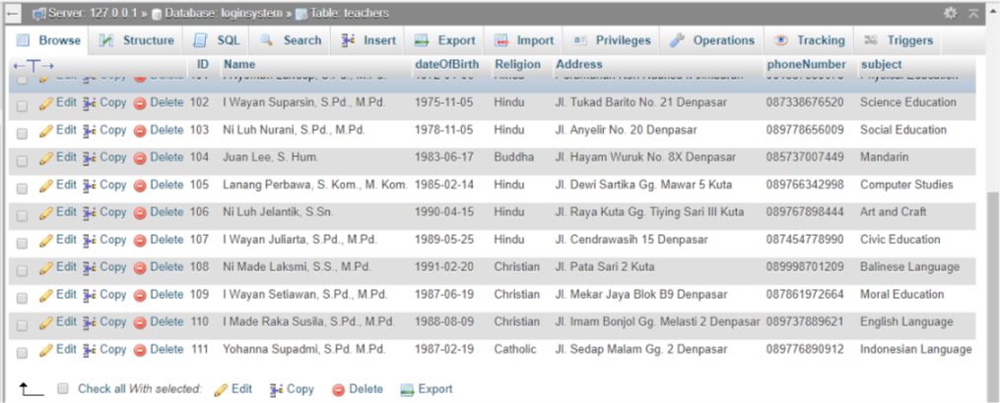 Server: 127.0.0.1 » Database: loginsystem » Table: teachers
Browse Structure SQL Search Insert Export Import Privileges Operations Tracking Triggers
ID Name dateOfBirth Religion Address phoneNumber subject
Edit Copy Delete 102 I Wayan Suparsin, S.Pd., M.Pd. 1975-11-05 Hindu Jl. Tukad Barito No. 21 Denpasar 087338676520 Science Education
Edit Copy Delete 103 Ni Luh Nurani, S.Pd., M.Pd. 1978-11-05 Hindu Jl. Anyelir No. 20 Denpasar 089778656009 Social Education
Edit Copy Delete 104 Juan Lee, S. Hum. 1983-06-17 Buddha Jl. Hayam Wuruk No. 8X Denpasar 085737007449 Mandarin
Edit Copy Delete 105 Lanang Perbawa, S. Kom., M. Kom. 1985-02-14 Hindu Jl. Dewi Sartika Gg. Mawar 5 Kuta 089766342998 Computer Studies
Edit Copy Delete 106 Ni Luh Jelantik, S.Sn. 1990-04-15 Hindu Jl. Raya Kuta Gg. Tiying Sari III Kuta 089767898444 Art and Craft
Edit Copy Delete 107 I Wayan Juliarta, S.Pd., M.Pd. 1989-05-25 Hindu Jl. Cendrawasih 15 Denpasar 087454778990 Civic Education
Edit Copy Delete 108 Ni Made Laksmi, S.S., M.Pd. 1991-02-20 Christian Jl. Pata Sari 2 Kuta 089998701209 Balinese Language
Edit Copy Delete 109 I Wayan Setiawan, S.Pd., M.Pd. 1987-06-19 Christian Jl. Mekar Jaya Blok B9 Denpasar 087861972664 Moral Education
Edit Copy Delete 110 I Made Raka Susila, S.Pd., M.Pd. 1988-08-09 Christian Jl. Imam Bonjol Gg. Melasti 2 Denpasar 089737889621 English Language
Edit Copy Delete 111 Yohanna Supadmi, S.Pd. M.Pd. 1987-02-19 Catholic Jl. Sedap Malam Gg. 2 Denpasar 089776890912 Indonesian Language
Check all With selected: Edit Copy Delete Export